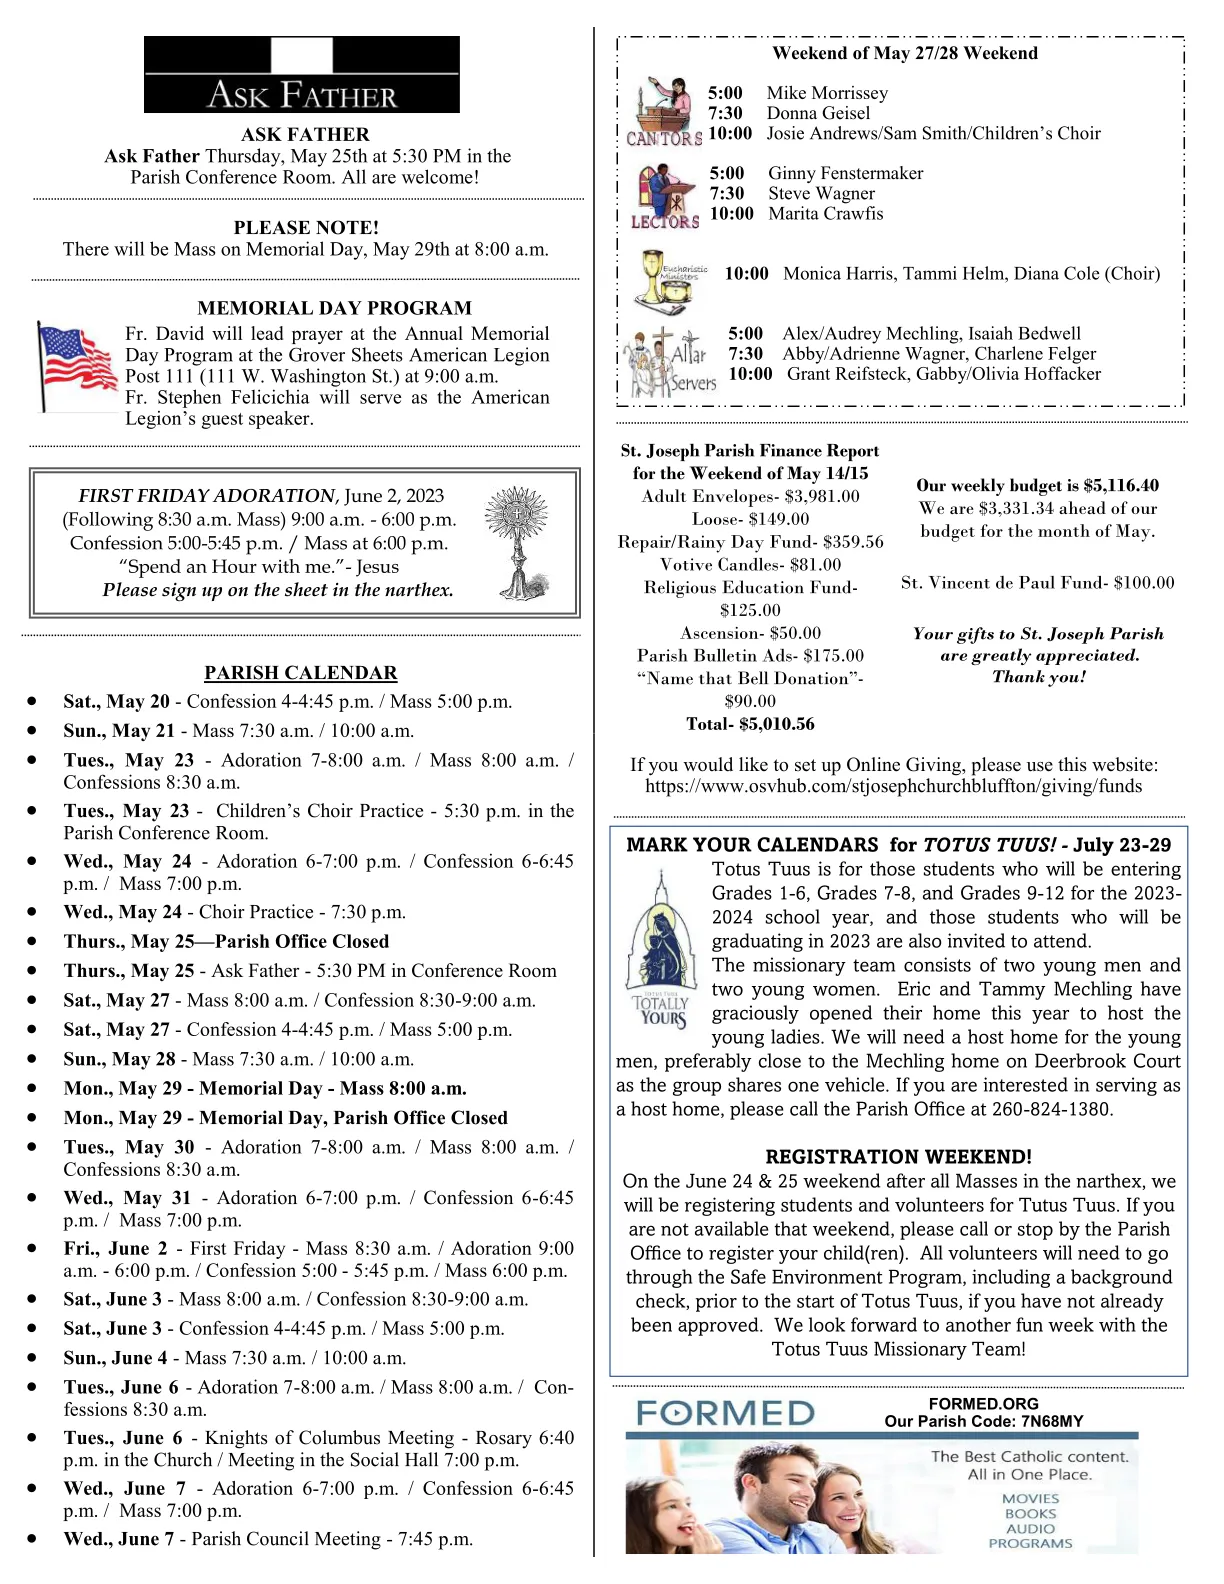 ASK FATHER
ASK FATHER
Ask Father Thursday, May 25th at 5:30 PM in the
Parish Conference Room. All are welcome!
PLEASE NOTE!
There will be Mass on Memorial Day, May 29th at 8:00 a.m.
MEMORIAL DAY PROGRAM
Fr. David will lead prayer at the Annual Memorial
Day Program at the Grover Sheets American Legion
Post 111 (111 W. Washington St.) at 9:00 a.m.
Fr. Stephen Felicichia will serve as the American
Legion's guest speaker.
FIRST FRIDAY ADORATION, June 2, 2023
(Following 8:30 a.m. Mass) 9:00 a.m. - 6:00 p.m.
Confession 5:00-5:45 p.m. / Mass at 6:00 p.m.
“Spend an Hour with me.”- Jesus
Please sign up on the sheet in the narthex.
PARISH CALENDAR
• Sat., May 20 - Confession 4-4:45 p.m. / Mass 5:00 p.m.
• Sun., May 21 - Mass 7:30 a.m. / 10:00 a.m.
• Tues., May 23 - Adoration 7-8:00 a.m. / Mass 8:00 a.m. /
Confessions 8:30 a.m.
• Tues., May 23 - Children's Choir Practice - 5:30 p.m. in the
Parish Conference Room.
• Wed., May 24 - Adoration 6-7:00 p.m. / Confession 6-6:45
p.m. / Mass 7:00 p.m.
• Wed., May 24 - Choir Practice - 7:30 p.m.
• Thurs., May 25—Parish Office Closed
• Thurs., May 25 - Ask Father - 5:30 PM in Conference Room
• Sat., May 27 - Mass 8:00 a.m. / Confession 8:30-9:00 a.m.
• Sat., May 27 - Confession 4-4:45 p.m. / Mass 5:00 p.m.
• Sun., May 28 - Mass 7:30 a.m. / 10:00 a.m.
• Mon., May 29 - Memorial Day - Mass 8:00 a.m.
• Mon., May 29 - Memorial Day, Parish Office Closed
• Tues., May 30 - Adoration 7-8:00 a.m. / Mass 8:00 a.m. /
Confessions 8:30 a.m.
• Wed., May 31 - Adoration 6-7:00 p.m. / Confession 6-6:45
p.m. / Mass 7:00 p.m.
• Fri., June 2 - First Friday - Mass 8:30 a.m. / Adoration 9:00
a.m. - 6:00 p.m. / Confession 5:00 - 5:45 p.m. / Mass 6:00 p.m.
• Sat., June 3 - Mass 8:00 a.m. / Confession 8:30-9:00 a.m.
• Sat., June 3 - Confession 4-4:45 p.m. / Mass 5:00 p.m.
• Sun., June 4 - Mass 7:30 a.m. / 10:00 a.m.
• Tues., June 6 - Adoration 7-8:00 a.m. / Mass 8:00 a.m. / Con-
fessions 8:30 a.m.
• Tues., June 6 - Knights of Columbus Meeting - Rosary 6:40
p.m. in the Church / Meeting in the Social Hall 7:00 p.m.
• Wed., June 7 - Adoration 6-7:00 p.m. / Confession 6-6:45
p.m. / Mass 7:00 p.m.
• Wed., June 7 - Parish Council Meeting - 7:45 p.m.
Weekend of May 27/28 Weekend
CANTORS
5:00 Mike Morrissey
7:30 Donna Geisel
10:00 Josie Andrews/Sam Smith/Children's Choir
LECTORS
5:00 Ginny Fenstermaker
7:30 Steve Wagner
10:00 Marita Crawfis
Eucharistic
Ministers
10:00 Monica Harris, Tammi Helm, Diana Cole (Choir)
Altar
Servers
5:00 Alex/Audrey Mechling, Isaiah Bedwell
7:30 Abby/Adrienne Wagner, Charlene Felger
10:00 Grant Reifsteck, Gabby/Olivia Hoffacker
St. Joseph Parish Finance Report
for the Weekend of May 14/15
Adult Envelopes- $3,981.00
Loose- $149.00
Repair/Rainy Day Fund- $359.56
Votive Candles- $81.00
Religious Education Fund-
$125.00
Ascension- $50.00
Parish Bulletin Ads- $175.00
“Name that Bell Donation”-
$90.00
Total- $5,010.56
Our weekly budget is $5,116.40
We are $3,331.34 ahead of our
budget for the month of May.
St. Vincent de Paul Fund- $100.00
Your gifts to St. Joseph Parish
are greatly appreciated.
Thank you!
If you would like to set up Online Giving, please use this website:
https://www.osvhub.com/stjosephchurchbluffton/giving/funds
MARK YOUR CALENDARS for TOTUS TUUS! - July 23-29
Totus Tuus is for those students who will be entering
Grades 1-6, Grades 7-8, and Grades 9-12 for the 2023-
2024 school year, and those students who will be
graduating in 2023 are also invited to attend.
The missionary team consists of two young men and
two young women. Eric and Tammy Mechling have
graciously opened their home this year to host the
young ladies. We will need a host home for the young
men, preferably close to the Mechling home on Deerbrook Court
as the group shares one vehicle. If you are interested in serving as
a host home, please call the Parish Office at 260-824-1380.
TOTUS TUUS
TOTALLY
YOURS
REGISTRATION WEEKEND!
On the June 24 & 25 weekend after all Masses in the narthex, we
will be registering students and volunteers for Tutus Tuus. If you
are not available that weekend, please call or stop by the Parish
Office to register your child(ren). All volunteers will need to go
through the Safe Environment Program, including a background
check, prior to the start of Totus Tuus, if you have not already
been approved. We look forward to another fun week with the
Totus Tuus Missionary Team!
FORMED
FORMED.ORG
Our Parish Code: 7N68MY
The Best Catholic content.
All in One Place.
MOVIES
BOOKS
AUDIO
PROGRAMS